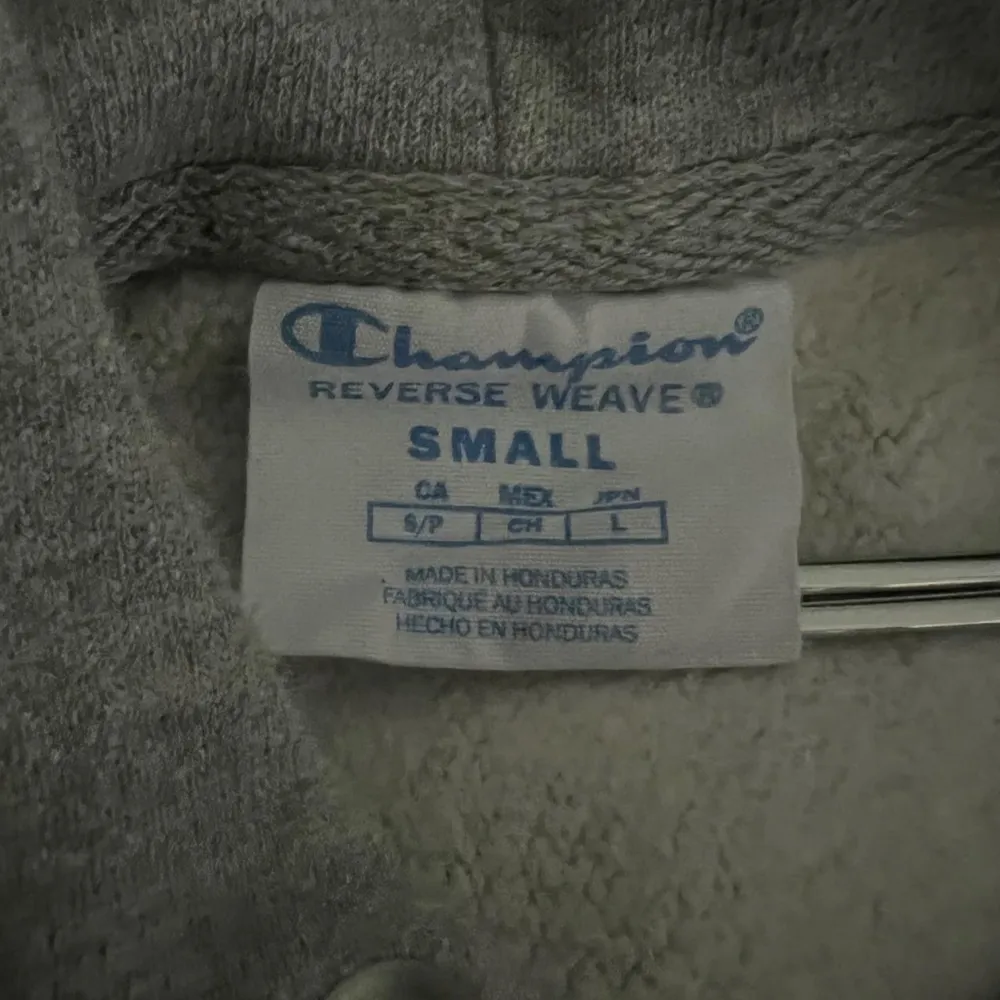 Champion®
REVERSE WEAVE®
SMALL
CA MEX JPN
S/P CH L
MADE IN HONDURAS
FABRIQUE AU HONDURAS
HECHO EN HONDURAS